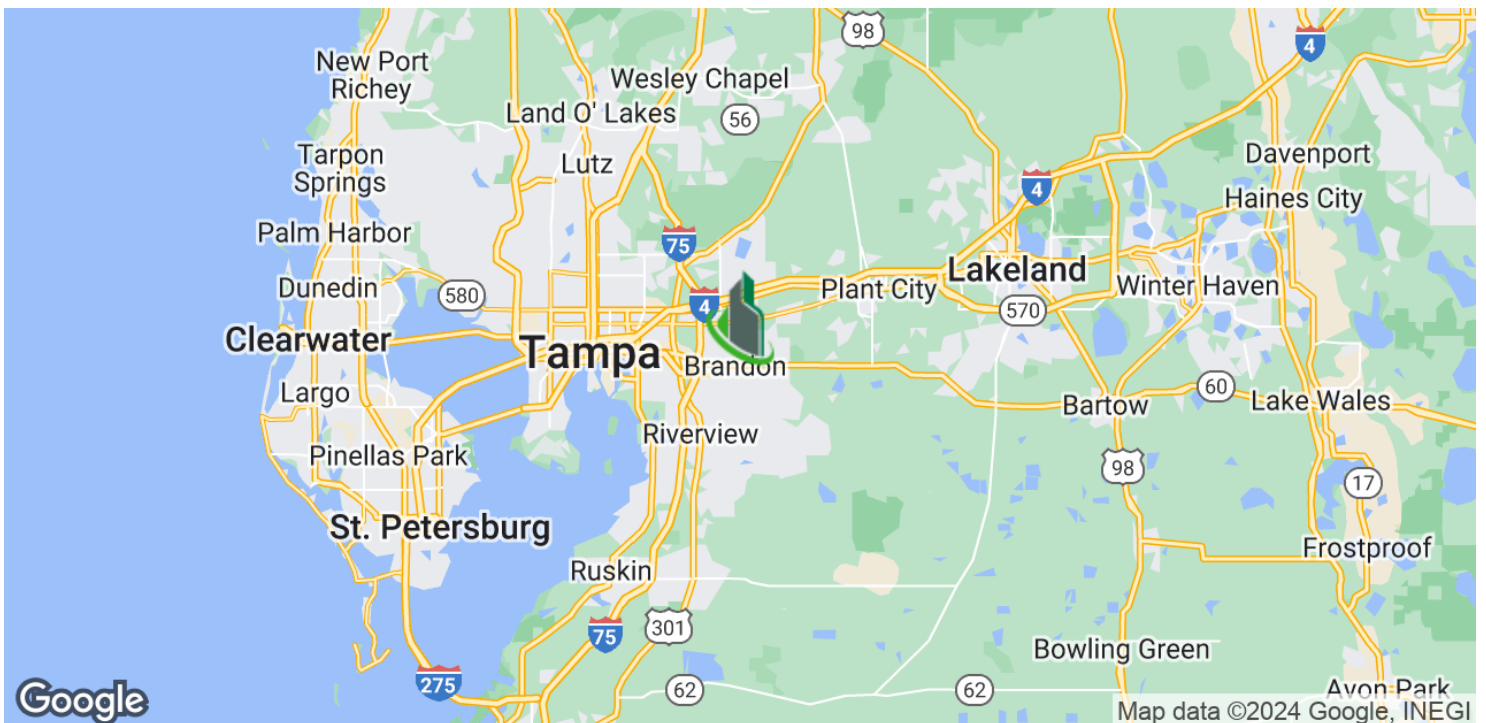 98
4
New Port
Richey
Wesley Chapel
Land O' Lakes
56
Tarpon
Springs
Lutz
Davenport
4
Haines City
Palm Harbor
75
Dunedin
580
4
Plant City
Lakeland
Winter Haven
570
Clearwater
Tampa
Brandon
Largo
60
Bartow
Lake Wales
Riverview
Pinellas Park
98
17
St. Petersburg
Frostproof
Ruskin
75
301
Bowling Green
275
62
62
Avon Park
Google
Map data ©2024 Google, INEGI